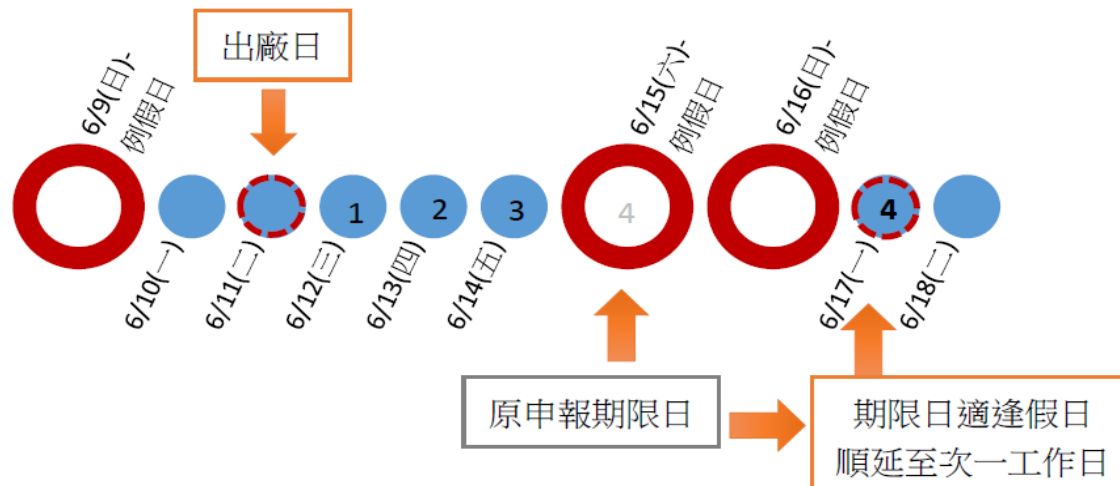 出廠日
6/9(日)-
例假日
6/10(一)
6/11(二)
6/12(三)
1
6/13(四)
2
6/14(五)
3
6/15(六)-
例假日
4
6/16(日)-
例假日
6/17(一)
4
6/18(二)
原申報期限日
期限日適逢假日
順延至次一工作日